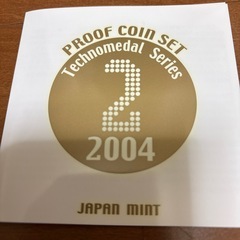 PROOF COIN SET
Technomedal Series
2
2004
JAPAN MINT